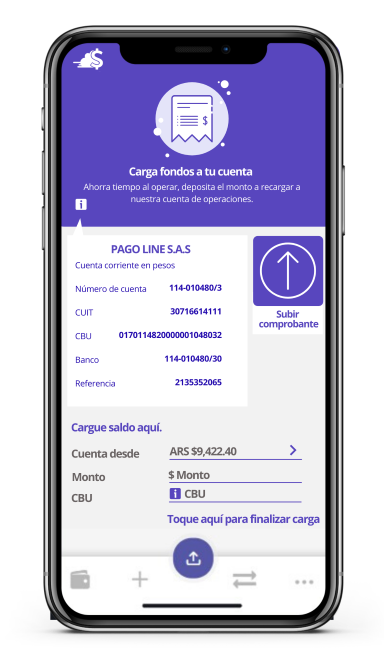 $
$
Carga fondos a tu cuenta
Ahorra tiempo al operar, deposita el monto a recargar a
nuestra cuenta de operaciones.
i
PAGO LINE S.A.S
Cuenta corriente en pesos
Número de cuenta 114-010480/3
CUIT 30716614111
CBU 0170114820000001048032
Banco 114-010480/30
Referencia 2135352065
Subir
comprobante
Cargue saldo aquí.
Cuenta desde ARS $9,422.40
Monto $ Monto
CBU i CBU
Toque aquí para finalizar carga